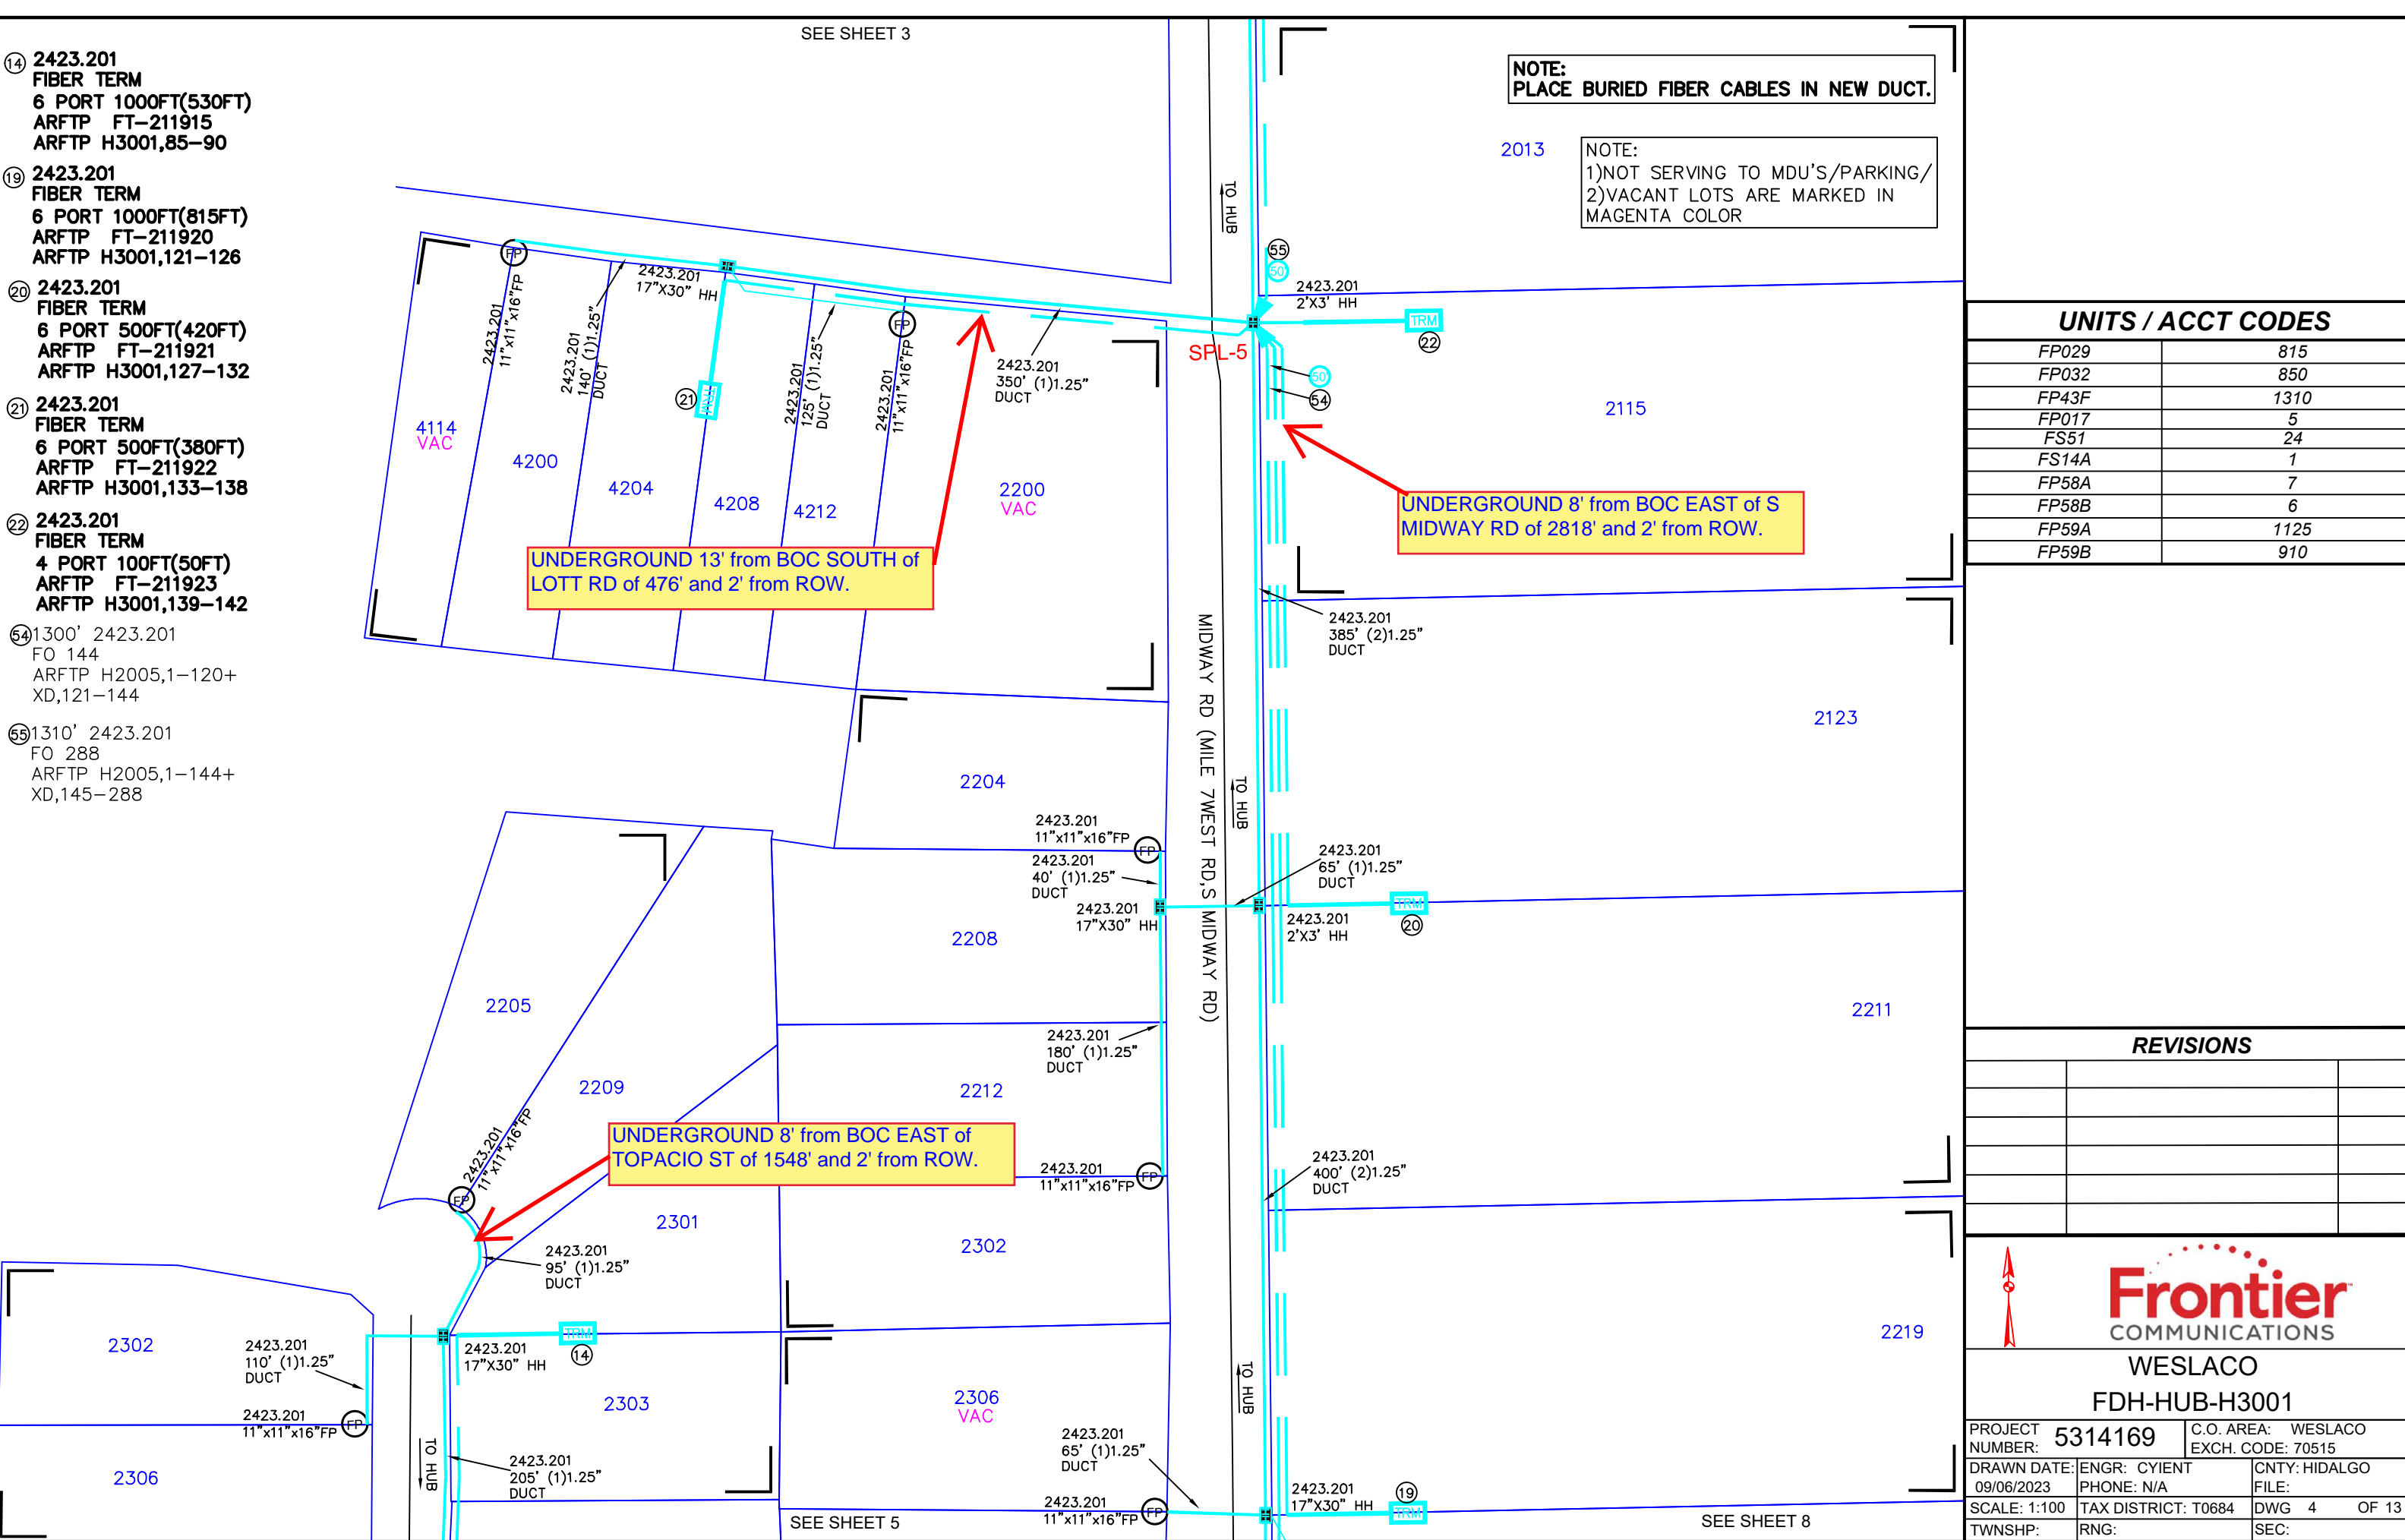 SEE SHEET 3
14 2423.201
FIBER TERM
6 PORT 1000FT(530FT)
ARFTP FT-211915
ARFTP H3001,85-90
19 2423.201
FIBER TERM
6 PORT 1000FT(815FT)
ARFTP FT-211920
ARFTP H3001,121-126
20 2423.201
FIBER TERM
6 PORT 500FT(420FT)
ARFTP FT-211921
ARFTP H3001,127-132
21 2423.201
FIBER TERM
6 PORT 500FT(380FT)
ARFTP FT-211922
ARFTP H3001,133-138
22 2423.201
FIBER TERM
4 PORT 100FT(50FT)
ARFTP FT-211923
ARFTP H3001,139-142
54 1300' 2423.201
FO 144
ARFTP H2005,1-120+
XD,121-144
55 1310' 2423.201
FO 288
ARFTP H2005,1-144+
XD,145-288
NOTE:
PLACE BURIED FIBER CABLES IN NEW DUCT.
2013
NOTE:
1)NOT SERVING TO MDU'S/PARKING/
2)VACANT LOTS ARE MARKED IN
MAGENTA COLOR
TO HUB
55
50'
2423.201
2'X3' HH
TRM
22
SPL-5
50'
54
2115
FP
2423.201
11"x11"x16"FP
2423.201
140' (1)1.25"
DUCT
2423.201
17"X30" HH
21
TRM
2423.201
125' (1)1.25"
DUCT
FP
2423.201
11"x11"x16"FP
2423.201
350' (1)1.25"
DUCT
4114
VAC
4200
4204
4208
4212
2200
VAC
UNDERGROUND 13' from BOC SOUTH of
LOTT RD of 476' and 2' from ROW.
UNDERGROUND 8' from BOC EAST of S
MIDWAY RD of 2818' and 2' from ROW.
2423.201
385' (2)1.25"
DUCT
MIDWAY RD (MILE 7WEST RD,S MIDWAY RD)
2123
2204
TO HUB
2423.201
11"x11"x16"FP
FP
2423.201
40' (1)1.25"
DUCT
2423.201
17"X30" HH
2423.201
65' (1)1.25"
DUCT
2423.201
2'X3' HH
TRM
20
2208
2205
2211
2423.201
180' (1)1.25"
DUCT
2209
2212
2423.201
11"x11"x16"FP
FP
UNDERGROUND 8' from BOC EAST of
TOPACIO ST of 1548' and 2' from ROW.
2423.201
11"x11"x16"FP
FP
2423.201
400' (2)1.25"
DUCT
2301
2302
2423.201
95' (1)1.25"
DUCT
2302
2423.201
110' (1)1.25"
DUCT
2423.201
17"X30" HH
TRM
14
2219
2423.201
11"x11"x16"FP
FP
2303
2306
VAC
TO HUB
2306
TO HUB
2423.201
205' (1)1.25"
DUCT
2423.201
65' (1)1.25"
DUCT
2423.201
11"x11"x16"FP
FP
2423.201
17"X30" HH
19
TRM
SEE SHEET 5
SEE SHEET 8
UNITS / ACCT CODES
FP029 815
FP032 850
FP43F 1310
FP017 5
FS51 24
FS14A 1
FP58A 7
FP58B 6
FP59A 1125
FP59B 910
REVISIONS
Frontier
COMMUNICATIONS
WESLACO
FDH-HUB-H3001
PROJECT NUMBER: 5314169
C.O. AREA: WESLACO
EXCH. CODE: 70515
DRAWN DATE: 09/06/2023
ENGR: CYIENT
PHONE: N/A
CNTY: HIDALGO
FILE:
SCALE: 1:100 TAX DISTRICT: T0684 DWG 4 OF 13
TWNSHP: RNG: SEC: